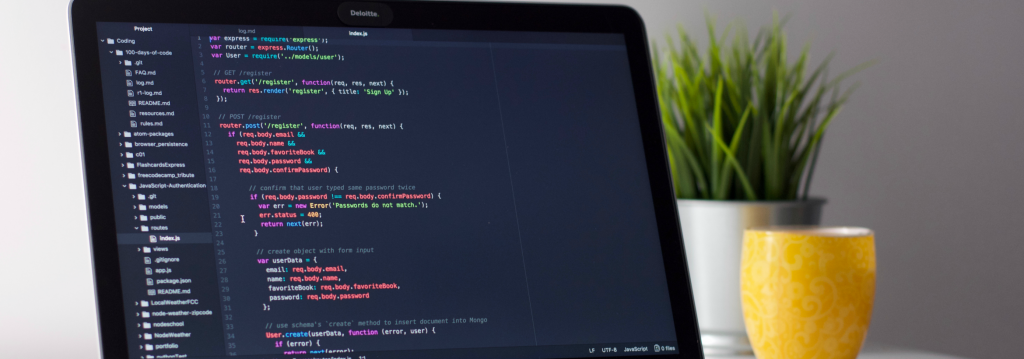 Deloitte.
Project
Coding
100-days-of-code
.git
FAQ.md
log.md
r1-log.md
README.md
resources.md
rules.md
atom-packages
browser_persistence
c01
FlashcardsExpress
freecodecamp_tribute
JavaScript-Authentication
.git
models
public
routes
index.js
views
.gitignore
app.js
package.json
README.md
LocalWeatherFCC
node-weather-zipcode
nodeschool
NodeWeather
portfolio
pythonTest
log.md
index.js
1 var express = require('express');
2 var router = express.Router();
3 var User = require('../models/user');
4
5 // GET /register
6 router.get('/register', function(req, res, next) {
7 return res.render('register', { title: 'Sign Up' });
8 });
9
10 // POST /register
11 router.post('/register', function(req, res, next) {
12 if (req.body.email &&
13 req.body.name &&
14 req.body.favoriteBook &&
15 req.body.password &&
16 req.body.confirmPassword) {
17
18 // confirm that user typed same password twice
19 if (req.body.password !== req.body.confirmPassword) {
20 var err = new Error('Passwords do not match.');
21 err.status = 400;
22 return next(err);
23 }
24
25 // create object with form input
26 var userData = {
27 email: req.body.email,
28 name: req.body.name,
29 favoriteBook: req.body.favoriteBook,
30 password: req.body.password
31 };
32
33 // use schema's `create` method to insert document into Mongo
34 User.create(userData, function (error, user) {
35 if (error) {
return next(error);
LF UTF-8 JavaScript 0 files